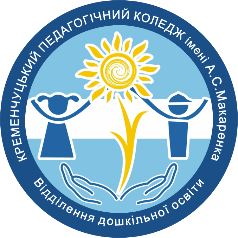 КРЕМЕНЧУЦЬКИЙ ПЕДАГОГІЧНИЙ КОЛЕДЖ імені А.С.Макаренка
Відділення дошкільної освіти